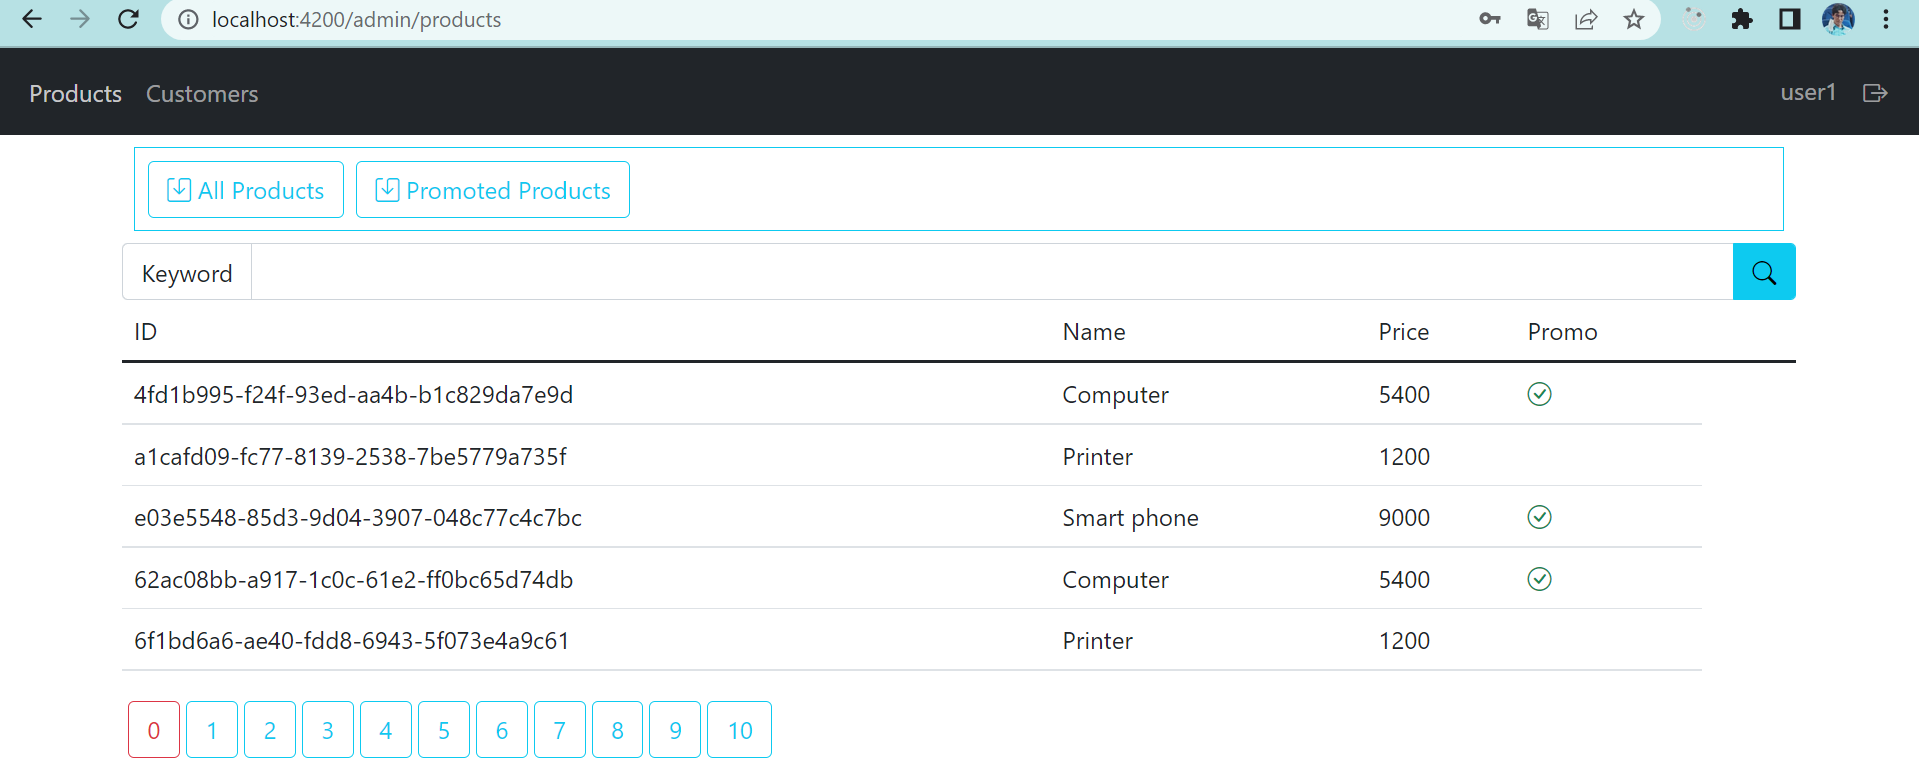 localhost:4200/admin/products
Products Customers user1
All Products Promoted Products
Keyword
ID Name Price Promo
4fd1b995-f24f-93ed-aa4b-b1c829da7e9d Computer 5400
a1cafd09-fc77-8139-2538-7be5779a735f Printer 1200
e03e5548-85d3-9d04-3907-048c77c4c7bc Smart phone 9000
62ac08bb-a917-1c0c-61e2-ff0bc65d74db Computer 5400
6f1bd6a6-ae40-fdd8-6943-5f073e4a9c61 Printer 1200
0 1 2 3 4 5 6 7 8 9 10